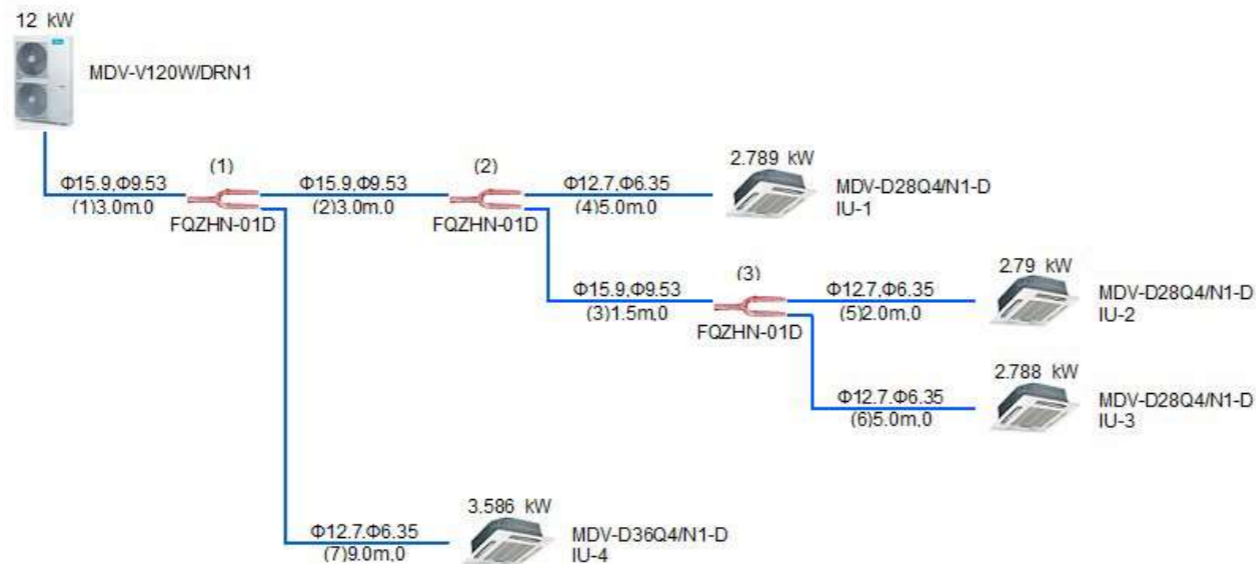 12 kW
MDV-V120W/DRN1
(1)
Φ15.9,Φ9.53
(1)3.0m,0
FQZHN-01D
(2)
Φ15.9,Φ9.53
(2)3.0m,0
FQZHN-01D
Φ12.7,Φ6.35
(4)5.0m,0
2.789 kW
MDV-D28Q4/N1-D
IU-1
Φ15.9,Φ9.53
(3)1.5m,0
(3)
FQZHN-01D
Φ12.7,Φ6.35
(5)2.0m,0
2.79 kW
MDV-D28Q4/N1-D
IU-2
Φ12.7.Φ6.35
(6)5.0m,0
2.788 kW
MDV-D28Q4/N1-D
IU-3
Φ12.7.Φ6.35
(7)9.0m,0
3.586 kW
MDV-D36Q4/N1-D
IU-4